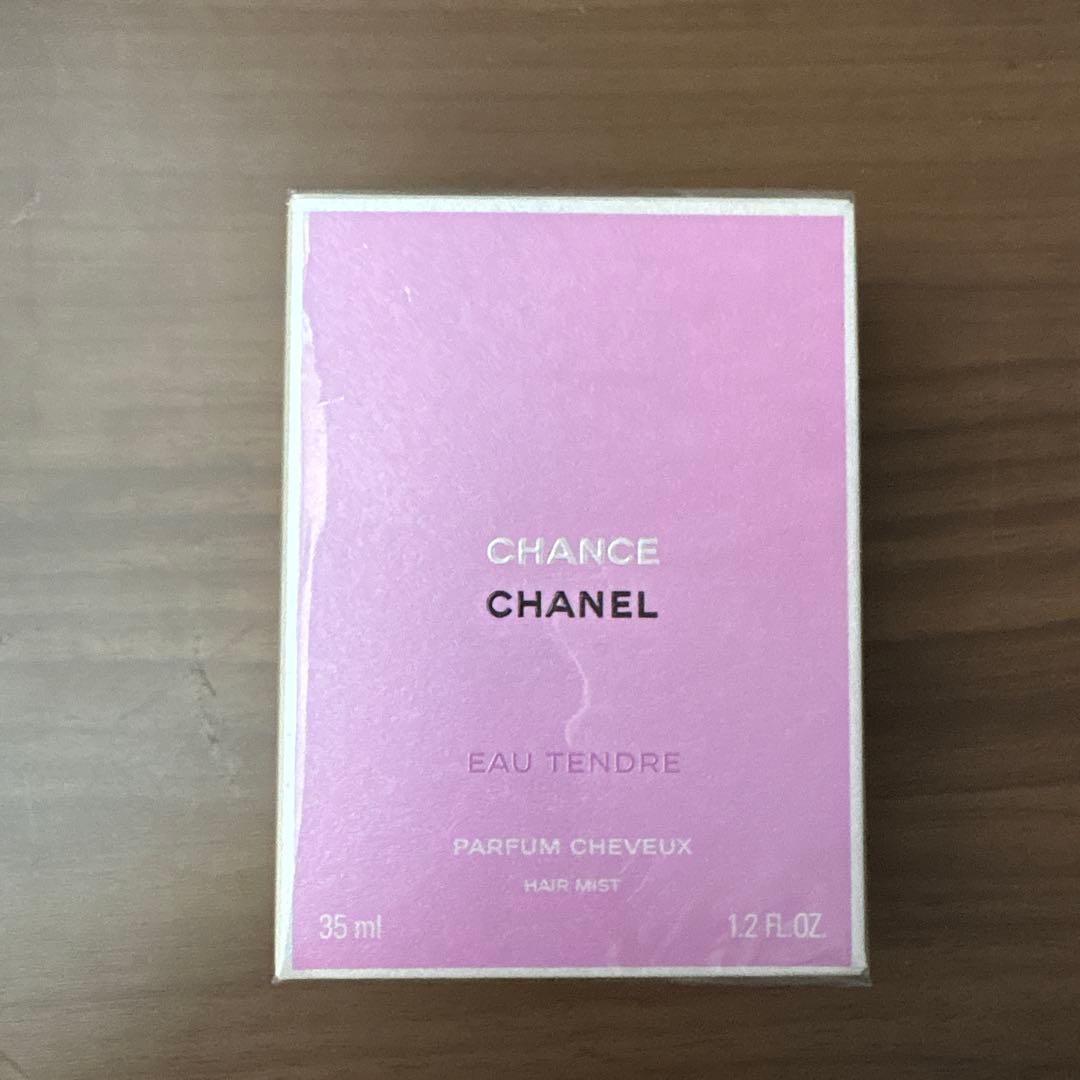 CHANCE
CHANEL
EAU TENDRE
PARFUM CHEVEUX
HAIR MIST
35 ml 1.2 FL.OZ.